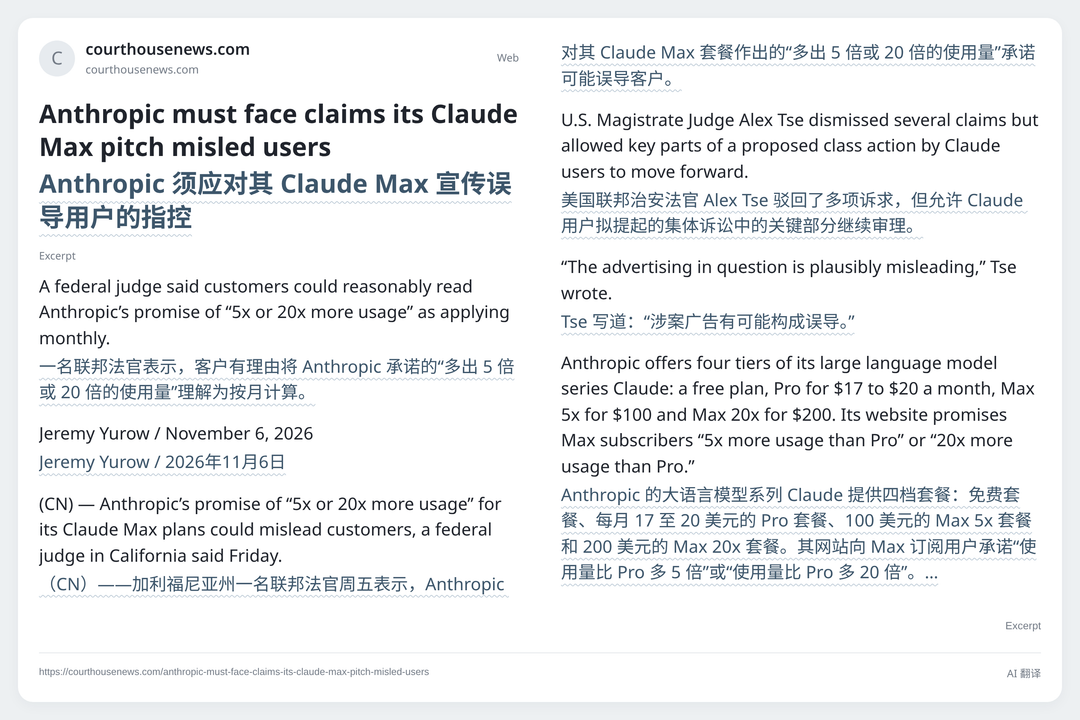 C
courthousenews.com
courthousenews.com
Web
Anthropic must face claims its Claude
Max pitch misled users
Anthropic 须应对其 Claude Max 宣传误
导用户的指控
Excerpt
A federal judge said customers could reasonably read
Anthropic’s promise of “5x or 20x more usage” as applying
monthly.
一名联邦法官表示，客户有理由将 Anthropic 承诺的“多出 5 倍
或 20 倍的使用量”理解为按月计算。
Jeremy Yurow / November 6, 2026
Jeremy Yurow / 2026年11月6日
(CN) — Anthropic’s promise of “5x or 20x more usage” for
its Claude Max plans could mislead customers, a federal
judge in California said Friday.
（CN）——加利福尼亚州一名联邦法官周五表示，Anthropic
对其 Claude Max 套餐作出的“多出 5 倍或 20 倍的使用量”承诺
可能误导客户。
U.S. Magistrate Judge Alex Tse dismissed several claims but
allowed key parts of a proposed class action by Claude
users to move forward.
美国联邦治安法官 Alex Tse 驳回了多项诉求，但允许 Claude
用户拟提起的集体诉讼中的关键部分继续审理。
“The advertising in question is plausibly misleading,” Tse
wrote.
Tse 写道：“涉案广告有可能构成误导。”
Anthropic offers four tiers of its large language model
series Claude: a free plan, Pro for $17 to $20 a month, Max
5x for $100 and Max 20x for $200. Its website promises
Max subscribers “5x more usage than Pro” or “20x more
usage than Pro.”
Anthropic 的大语言模型系列 Claude 提供四档套餐：免费套
餐、每月 17 至 20 美元的 Pro 套餐、100 美元的 Max 5x 套餐
和 200 美元的 Max 20x 套餐。其网站向 Max 订阅用户承诺“使
用量比 Pro 多 5 倍”或“使用量比 Pro 多 20 倍”。...
Excerpt
https://courthousenews.com/anthropic-must-face-claims-its-claude-max-pitch-misled-users
AI 翻译